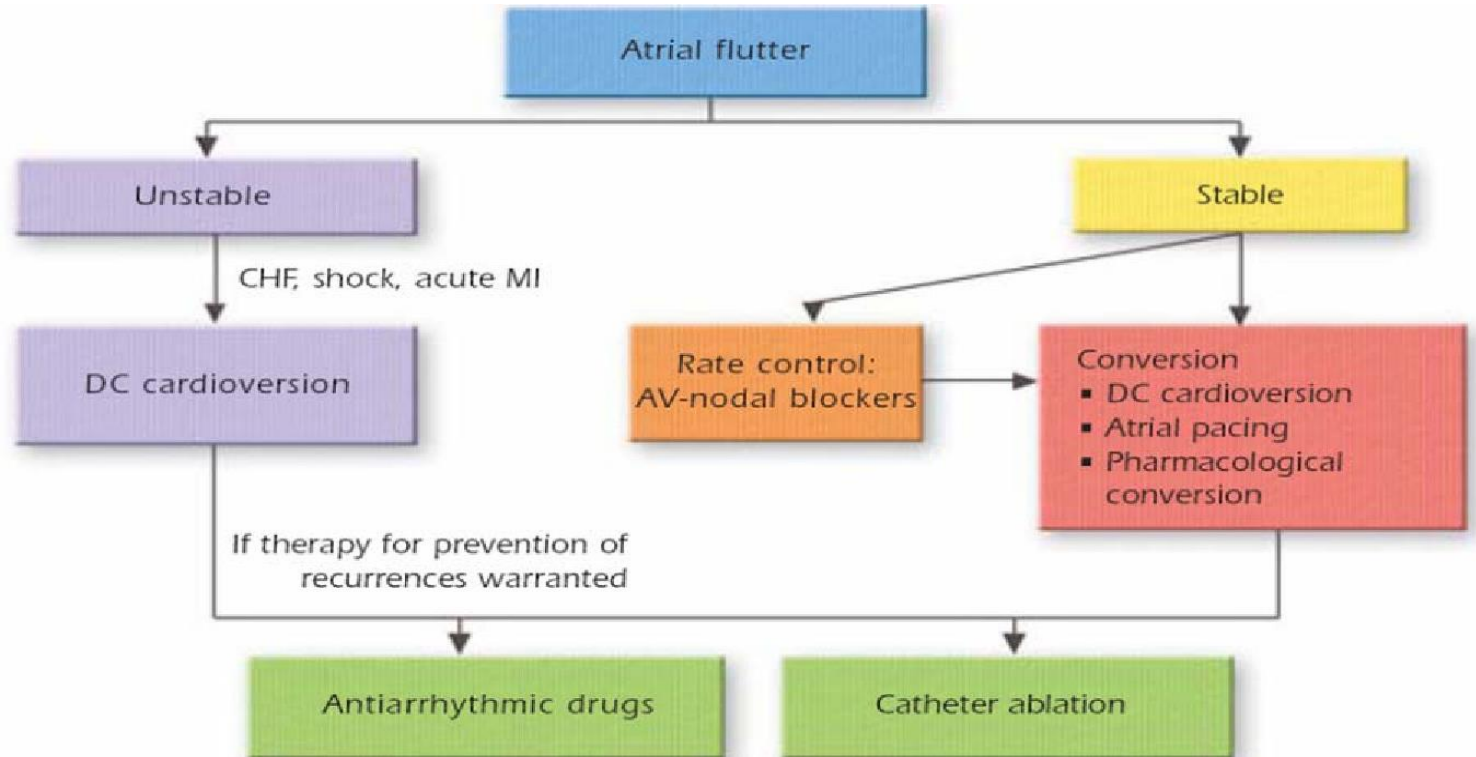 Atrial flutter
Unstable
Stable
CHF, shock, acute MI
DC cardioversion
Rate control:
AV-nodal blockers
Conversion
▪ DC cardioversion
▪ Atrial pacing
▪ Pharmacological
conversion
If therapy for prevention of
recurrences warranted
Antiarrhythmic drugs
Catheter ablation